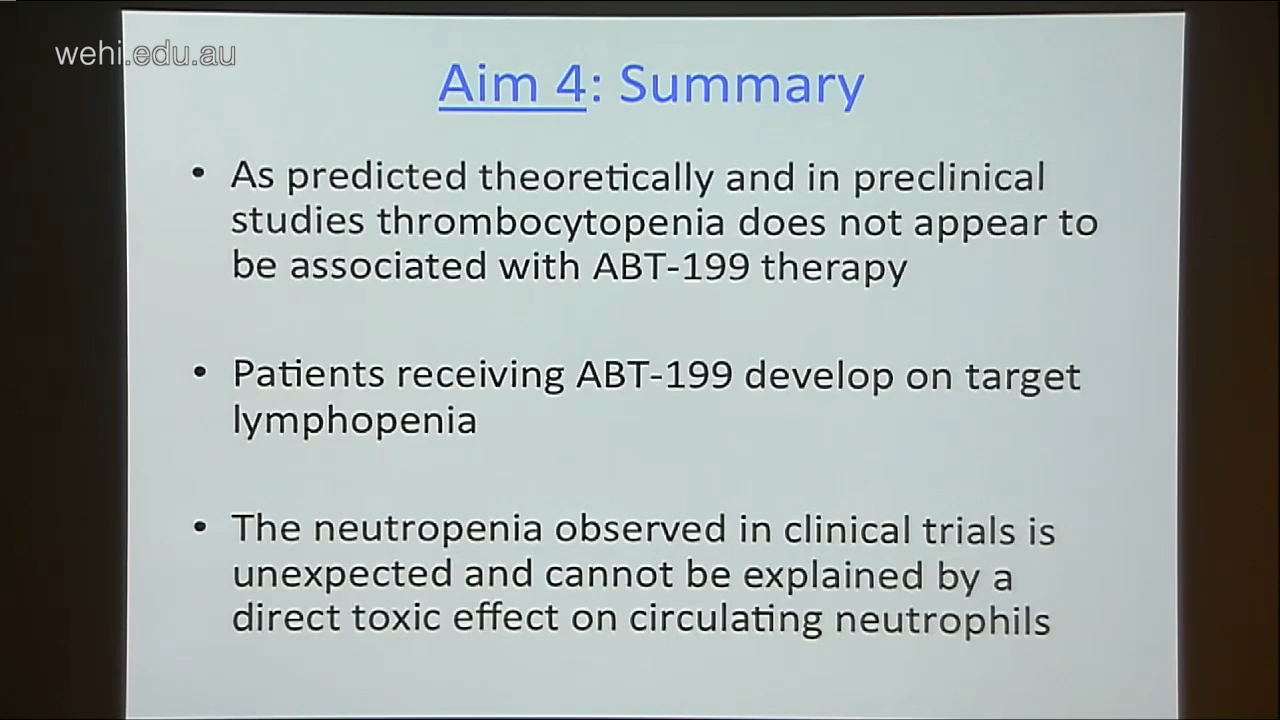 wehi.edu.au
Aim 4: Summary
• As predicted theoretically and in preclinical
studies thrombocytopenia does not appear to
be associated with ABT-199 therapy
• Patients receiving ABT-199 develop on target
lymphopenia
• The neutropenia observed in clinical trials is
unexpected and cannot be explained by a
direct toxic effect on circulating neutrophils